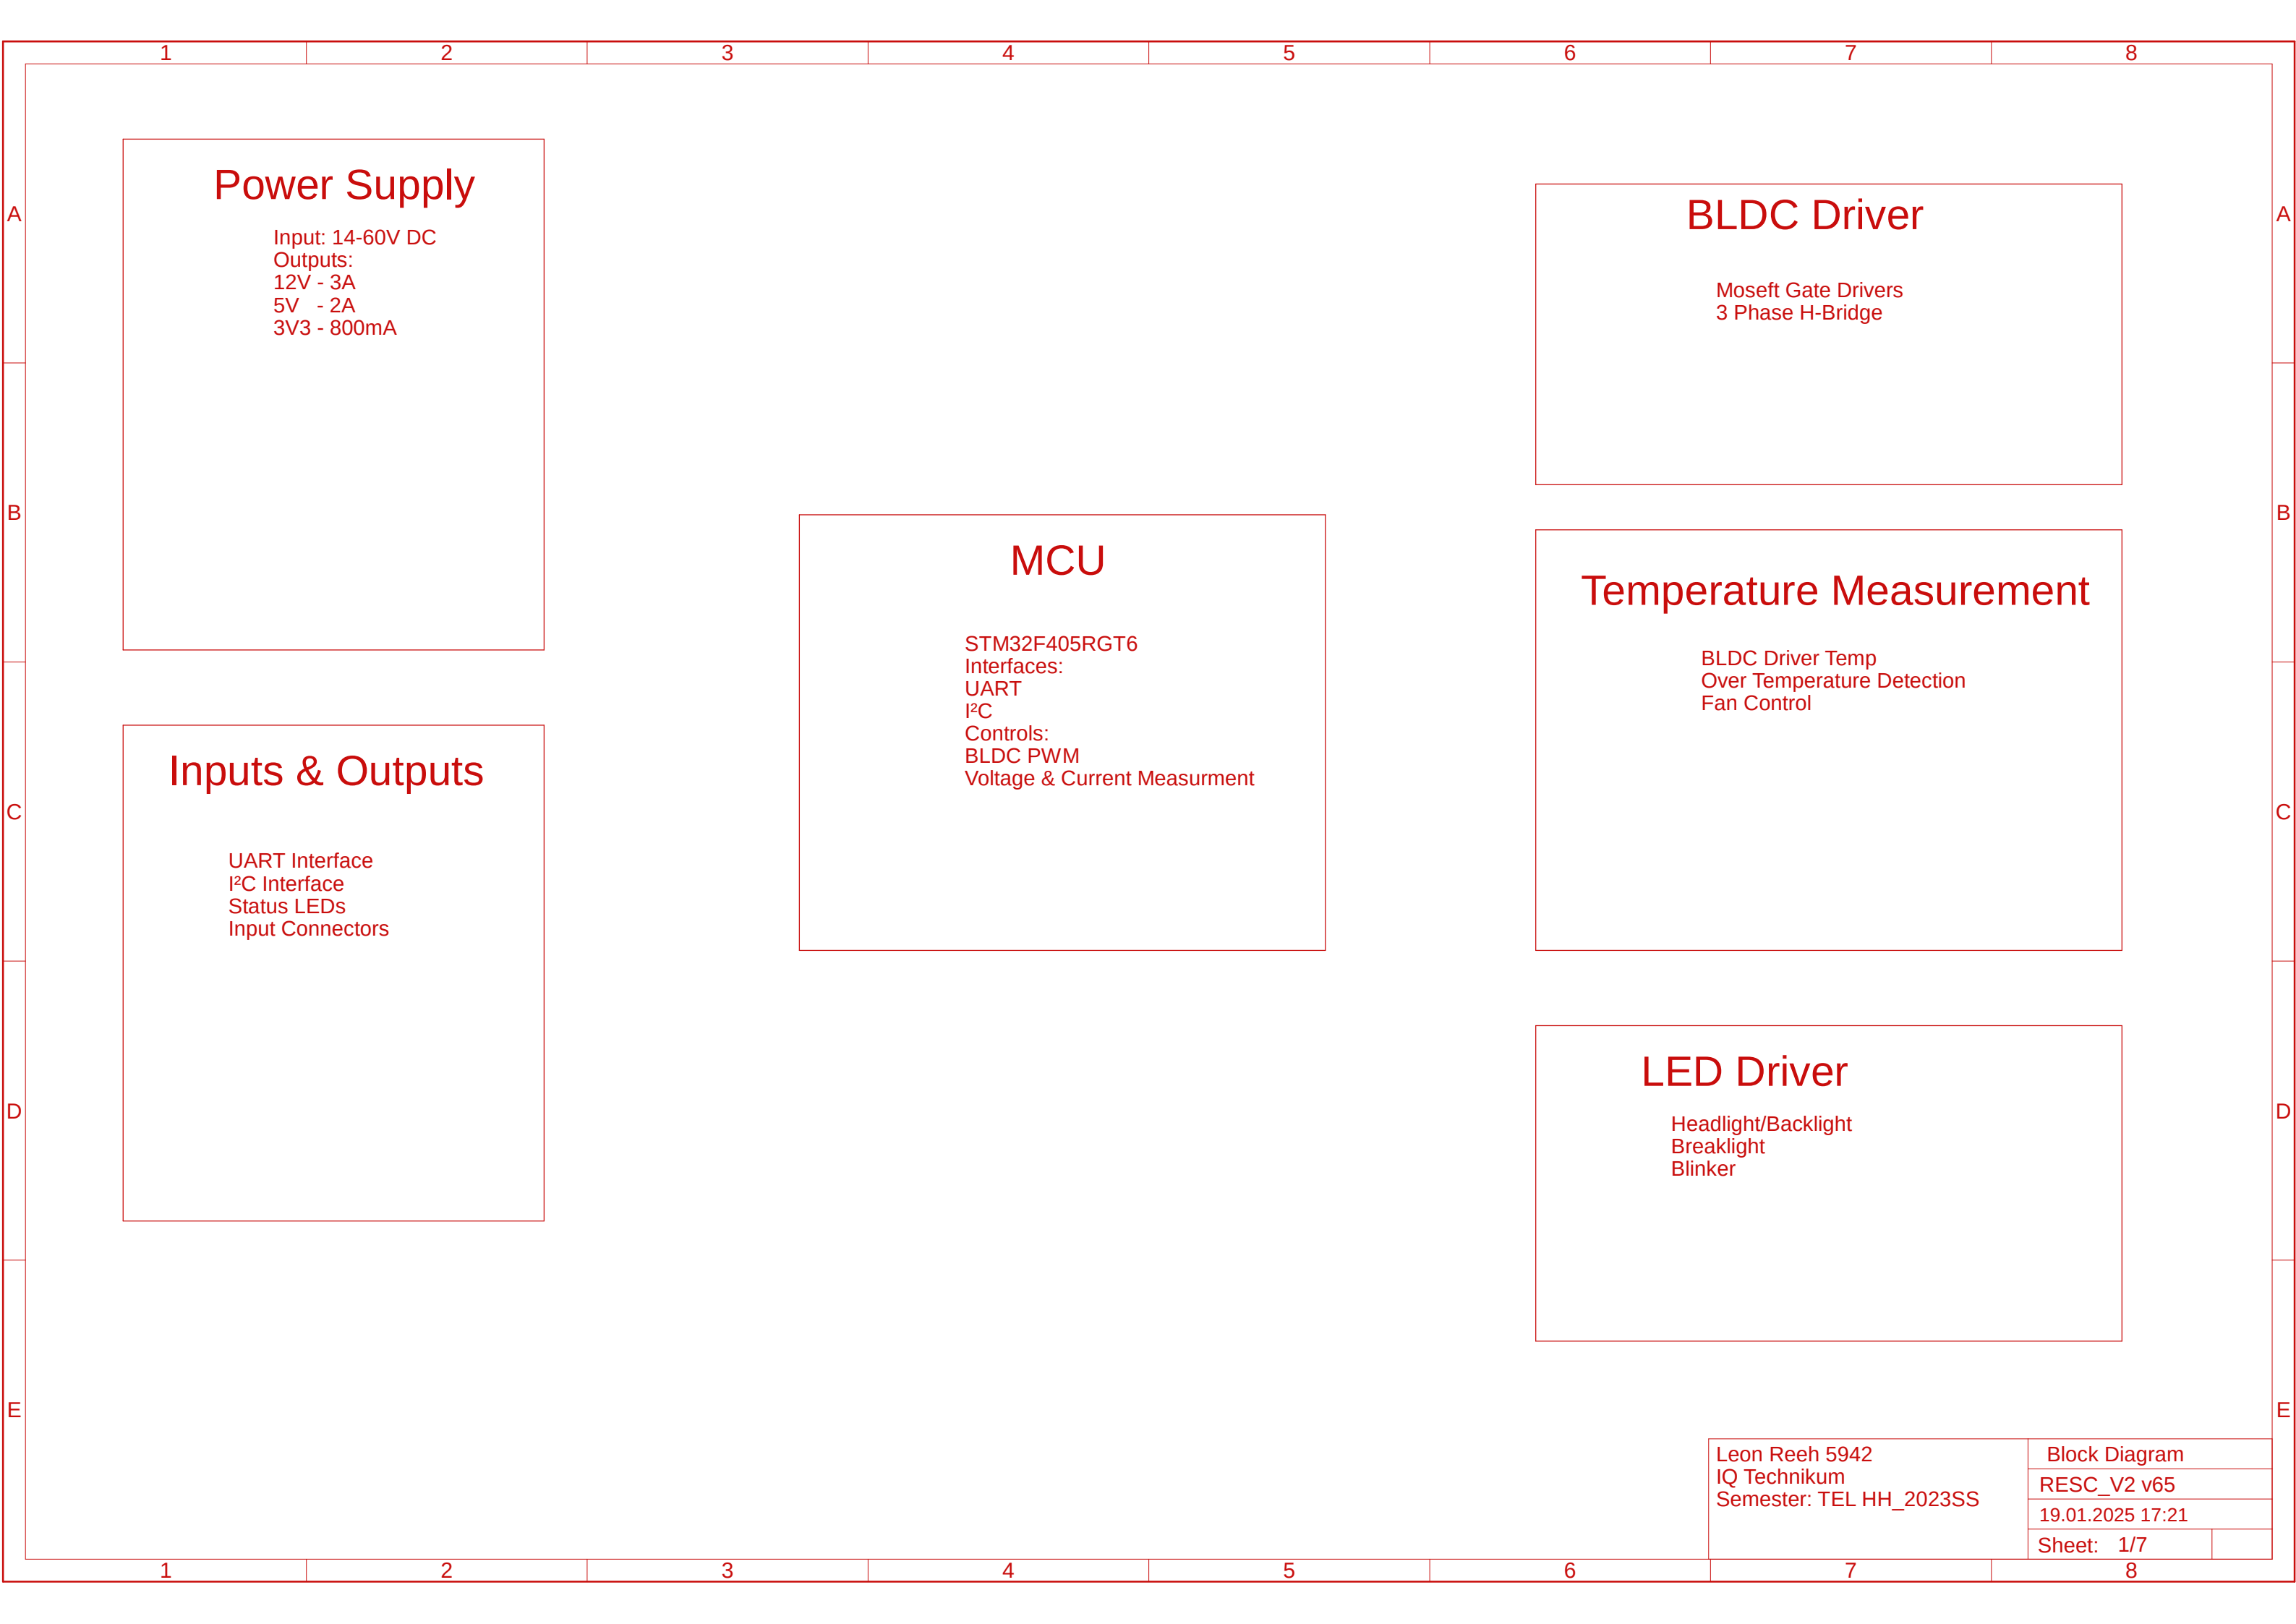 1 2 3 4 5 6 7 8
A A
Power Supply
Input: 14-60V DC
Outputs:
12V - 3A
5V   - 2A
3V3 - 800mA
BLDC Driver
Moseft Gate Drivers
3 Phase H-Bridge
B B
MCU
STM32F405RGT6
Interfaces:
UART
I²C
Controls:
BLDC PWM
Voltage & Current Measurment
Temperature Measurement
BLDC Driver Temp
Over Temperature Detection
Fan Control
C C
Inputs & Outputs
UART Interface
I²C Interface
Status LEDs
Input Connectors
D D
LED Driver
Headlight/Backlight
Breaklight
Blinker
E E
Leon Reeh 5942
IQ Technikum
Semester: TEL HH_2023SS
Block Diagram
RESC_V2 v65
19.01.2025 17:21
Sheet: 1/7
1 2 3 4 5 6 7 8